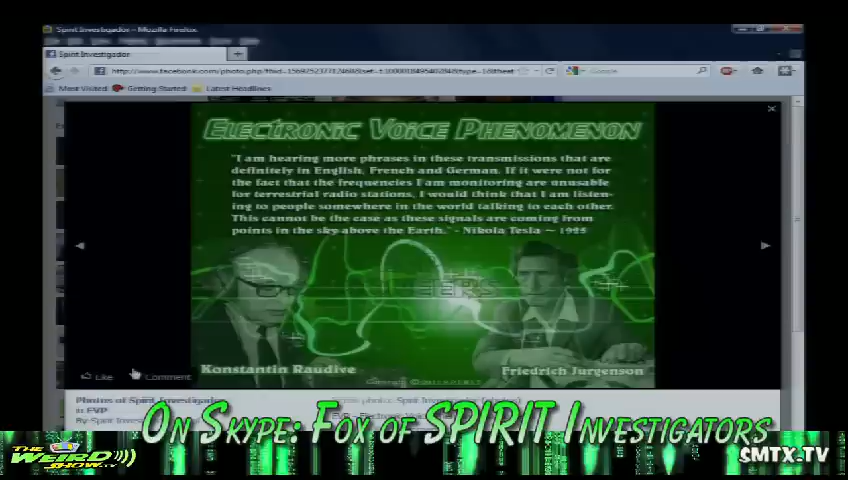 Spirit Investigador - Mozilla Firefox
Spirit Investigador
Google
Most Visited Getting Started Latest Headlines
ELECTRONIC VOICE PHENOMENON
"I am hearing more phrases in these transmissions that are
definitely in English, French and German. If it were not for
the fact that the frequencies I am monitoring are unusable
for terrestrial radio stations, I would think that I am listen-
ing to people somewhere in the world talking to each other.
This cannot be the case as these signals are coming from
points in the sky above the Earth." - Nikola Tesla ~ 1925
Konstantin Raudive
Friedrich Jurgenson
Like Comment
Photos of Spirit Investigador
in EVP
ON SKYPE: FOX OF SPIRIT INVESTIGATORS
THE WEIRD SHOW.TV
SMTX.TV